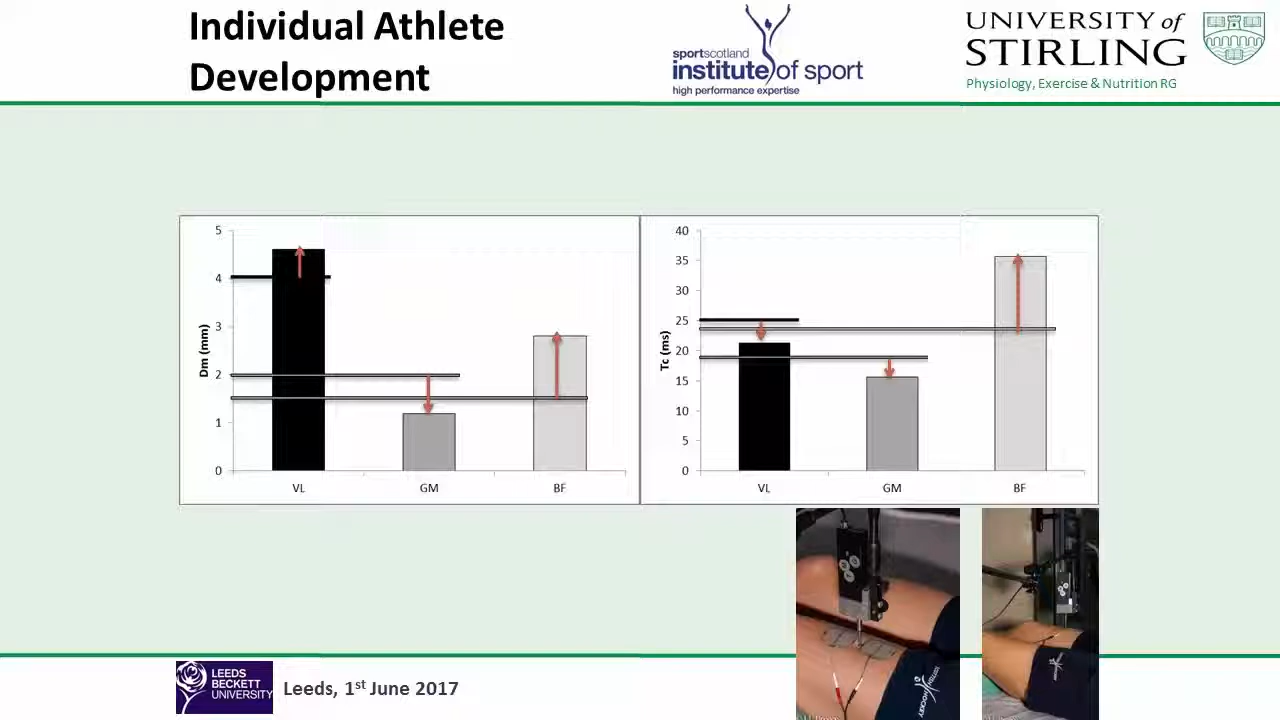 Individual Athlete
Development
sportscotland
institute of sport
high performance expertise
UNIVERSITY of
STIRLING
Physiology, Exercise & Nutrition RG
5
4
3
2
1
0
Dm (mm)
VL GM BF
40
35
30
25
20
15
10
5
0
Tc (ms)
VL GM BF
LEEDS
BECKETT
UNIVERSITY
Leeds, 1st June 2017
HOCKEY